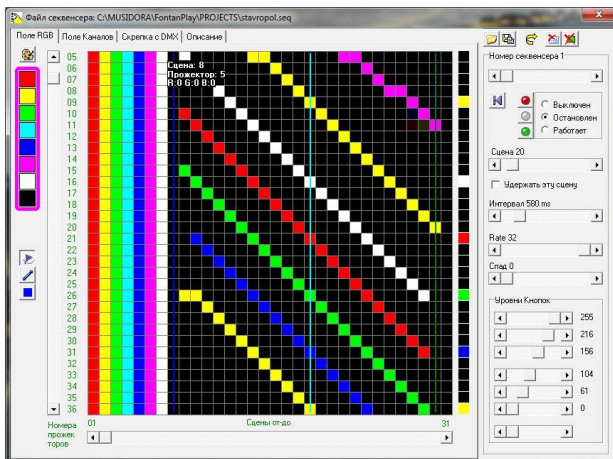 Файл секвенсера: C:\MUSIDORA\FontanPlay\PROJECTS\stavropol.seq
Поле RGB
Поле Каналов
Скрепка с DMX
Описание
05
06
07
08
09
10
11
12
13
14
15
16
17
18
19
20
21
22
23
24
25
26
27
28
29
30
31
32
33
34
35
36
Сцена: 8
Прожектор: 5
R:0 G:0 B:0
Номера
прожек
торов
01
Сцены от-до
31
Номер секвенсера 1
Выключен
Остановлен
Работает
Сцена 20
Удержать эту сцену
Интервал 580 ms
Rate 32
Спад 0
Уровни Кнопок
255
216
156
104
61
0